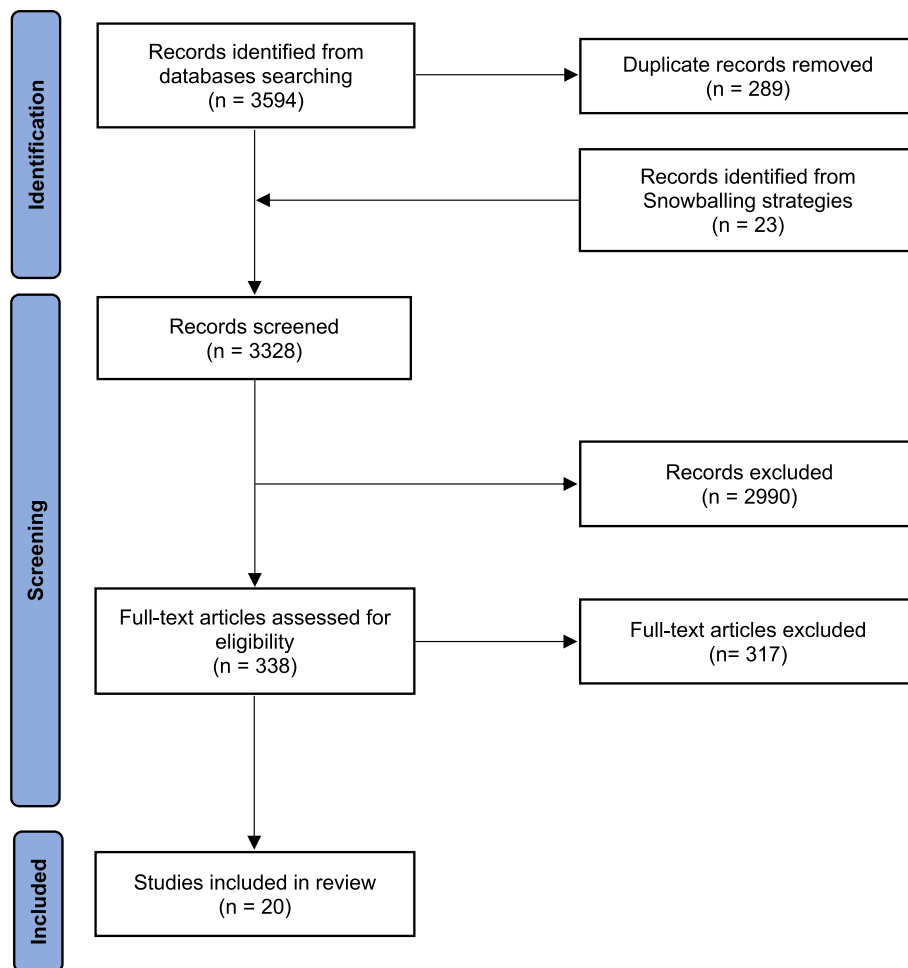 Identification
Records identified from
databases searching
(n = 3594)
Duplicate records removed
(n = 289)
Records identified from
Snowballing strategies
(n = 23)
Screening
Records screened
(n = 3328)
Records excluded
(n = 2990)
Full-text articles assessed for
eligibility
(n = 338)
Full-text articles excluded
(n= 317)
Included
Studies included in review
(n = 20)